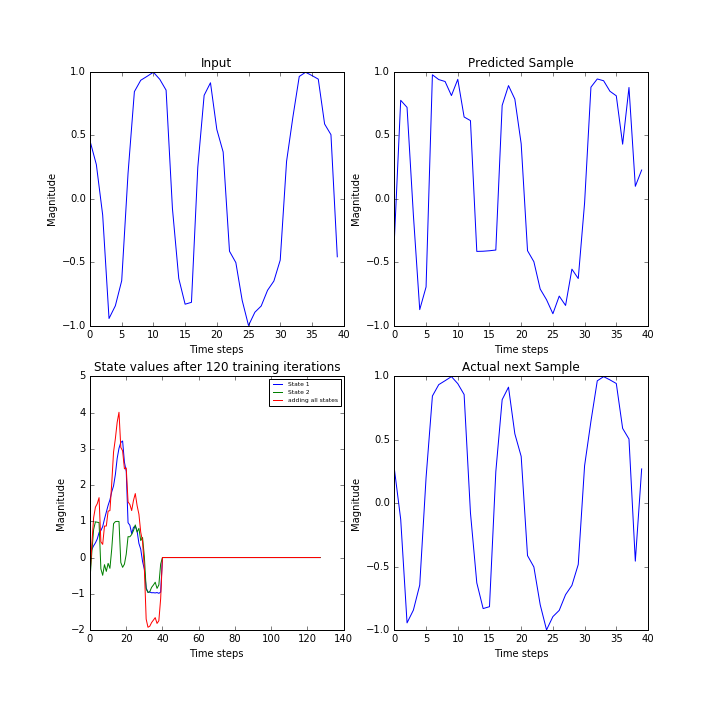 Input
Magnitude
1.0
0.5
0.0
−0.5
−1.0
0 5 10 15 20 25 30 35 40
Time steps
Predicted Sample
Magnitude
1.0
0.5
0.0
−0.5
−1.0
0 5 10 15 20 25 30 35 40
Time steps
State values after 120 training iterations
Magnitude
5
4
3
2
1
0
−1
−2
State 1
State 2
adding all states
0 20 40 60 80 100 120 140
Time steps
Actual next Sample
Magnitude
1.0
0.5
0.0
−0.5
−1.0
0 5 10 15 20 25 30 35 40
Time steps